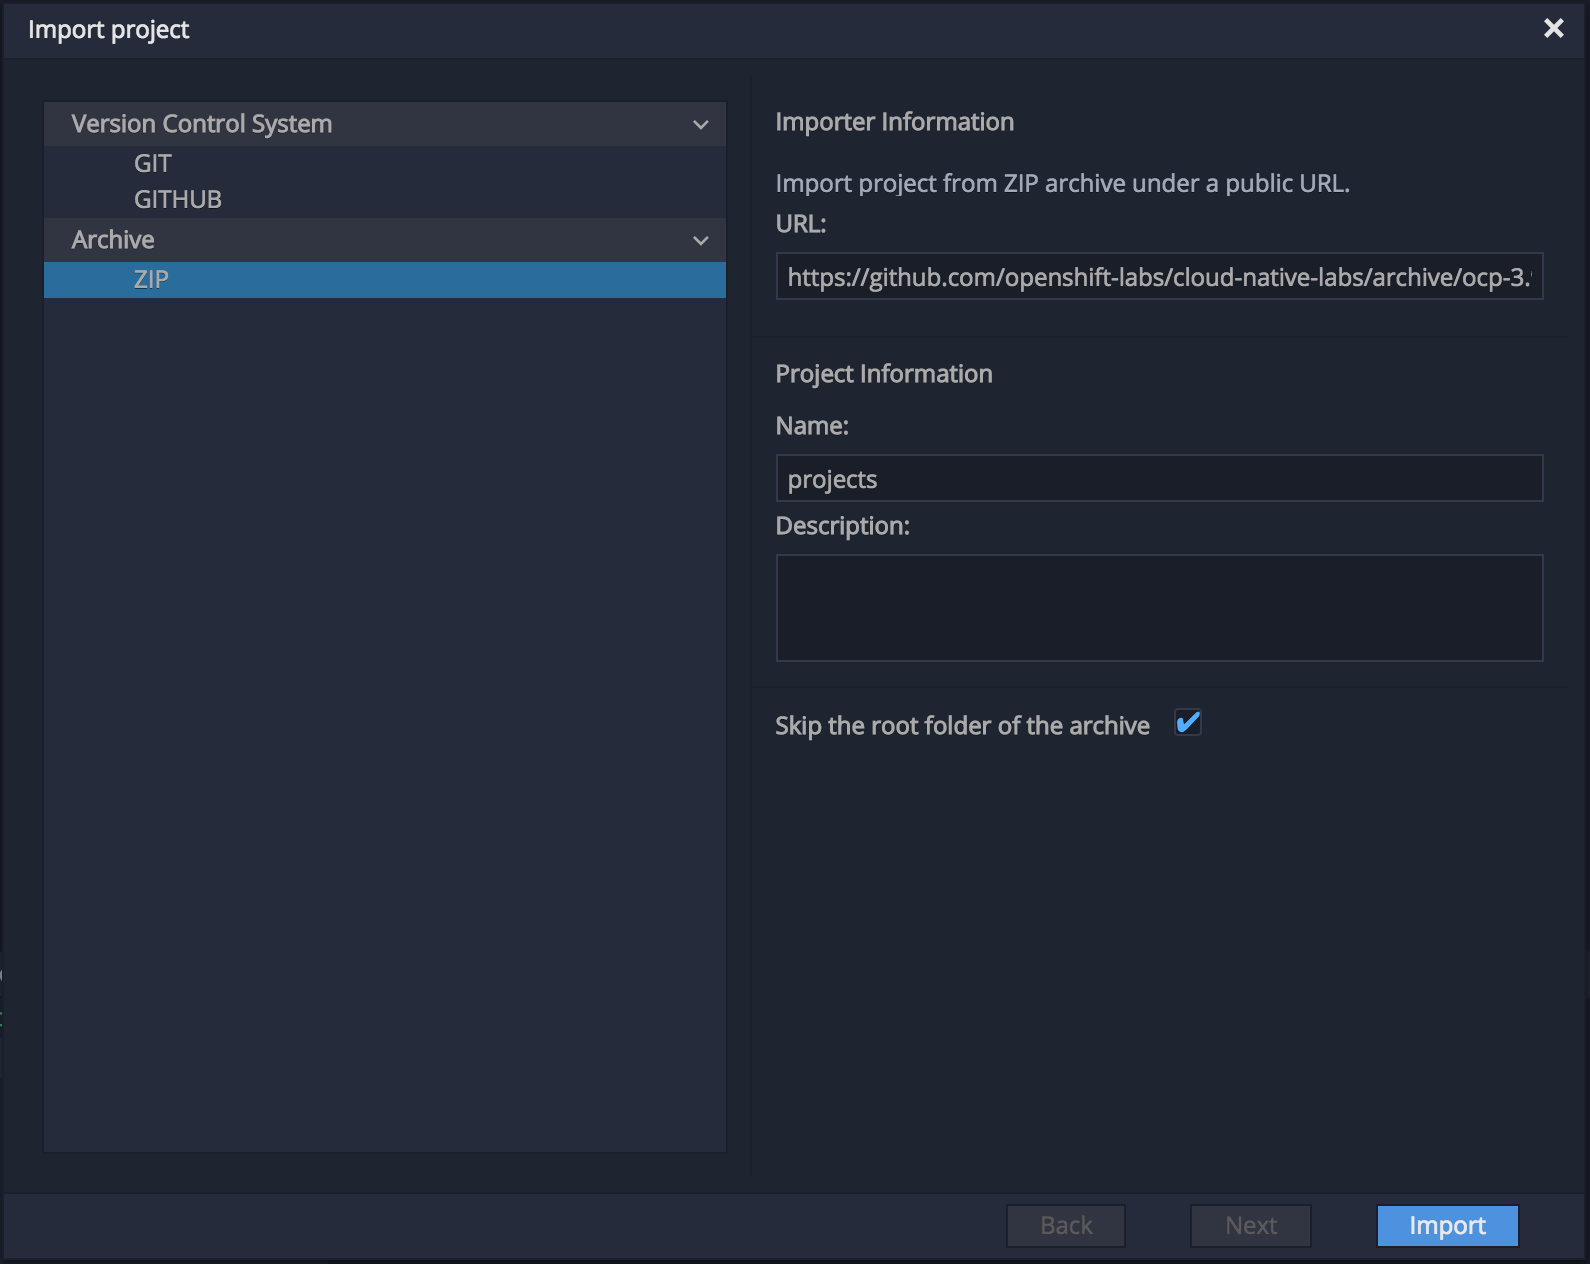 Import project
Version Control System
GIT
GITHUB
Archive
ZIP
Importer Information
Import project from ZIP archive under a public URL.
URL:
https://github.com/openshift-labs/cloud-native-labs/archive/ocp-3.
Project Information
Name:
projects
Description:
Skip the root folder of the archive
Back
Next
Import